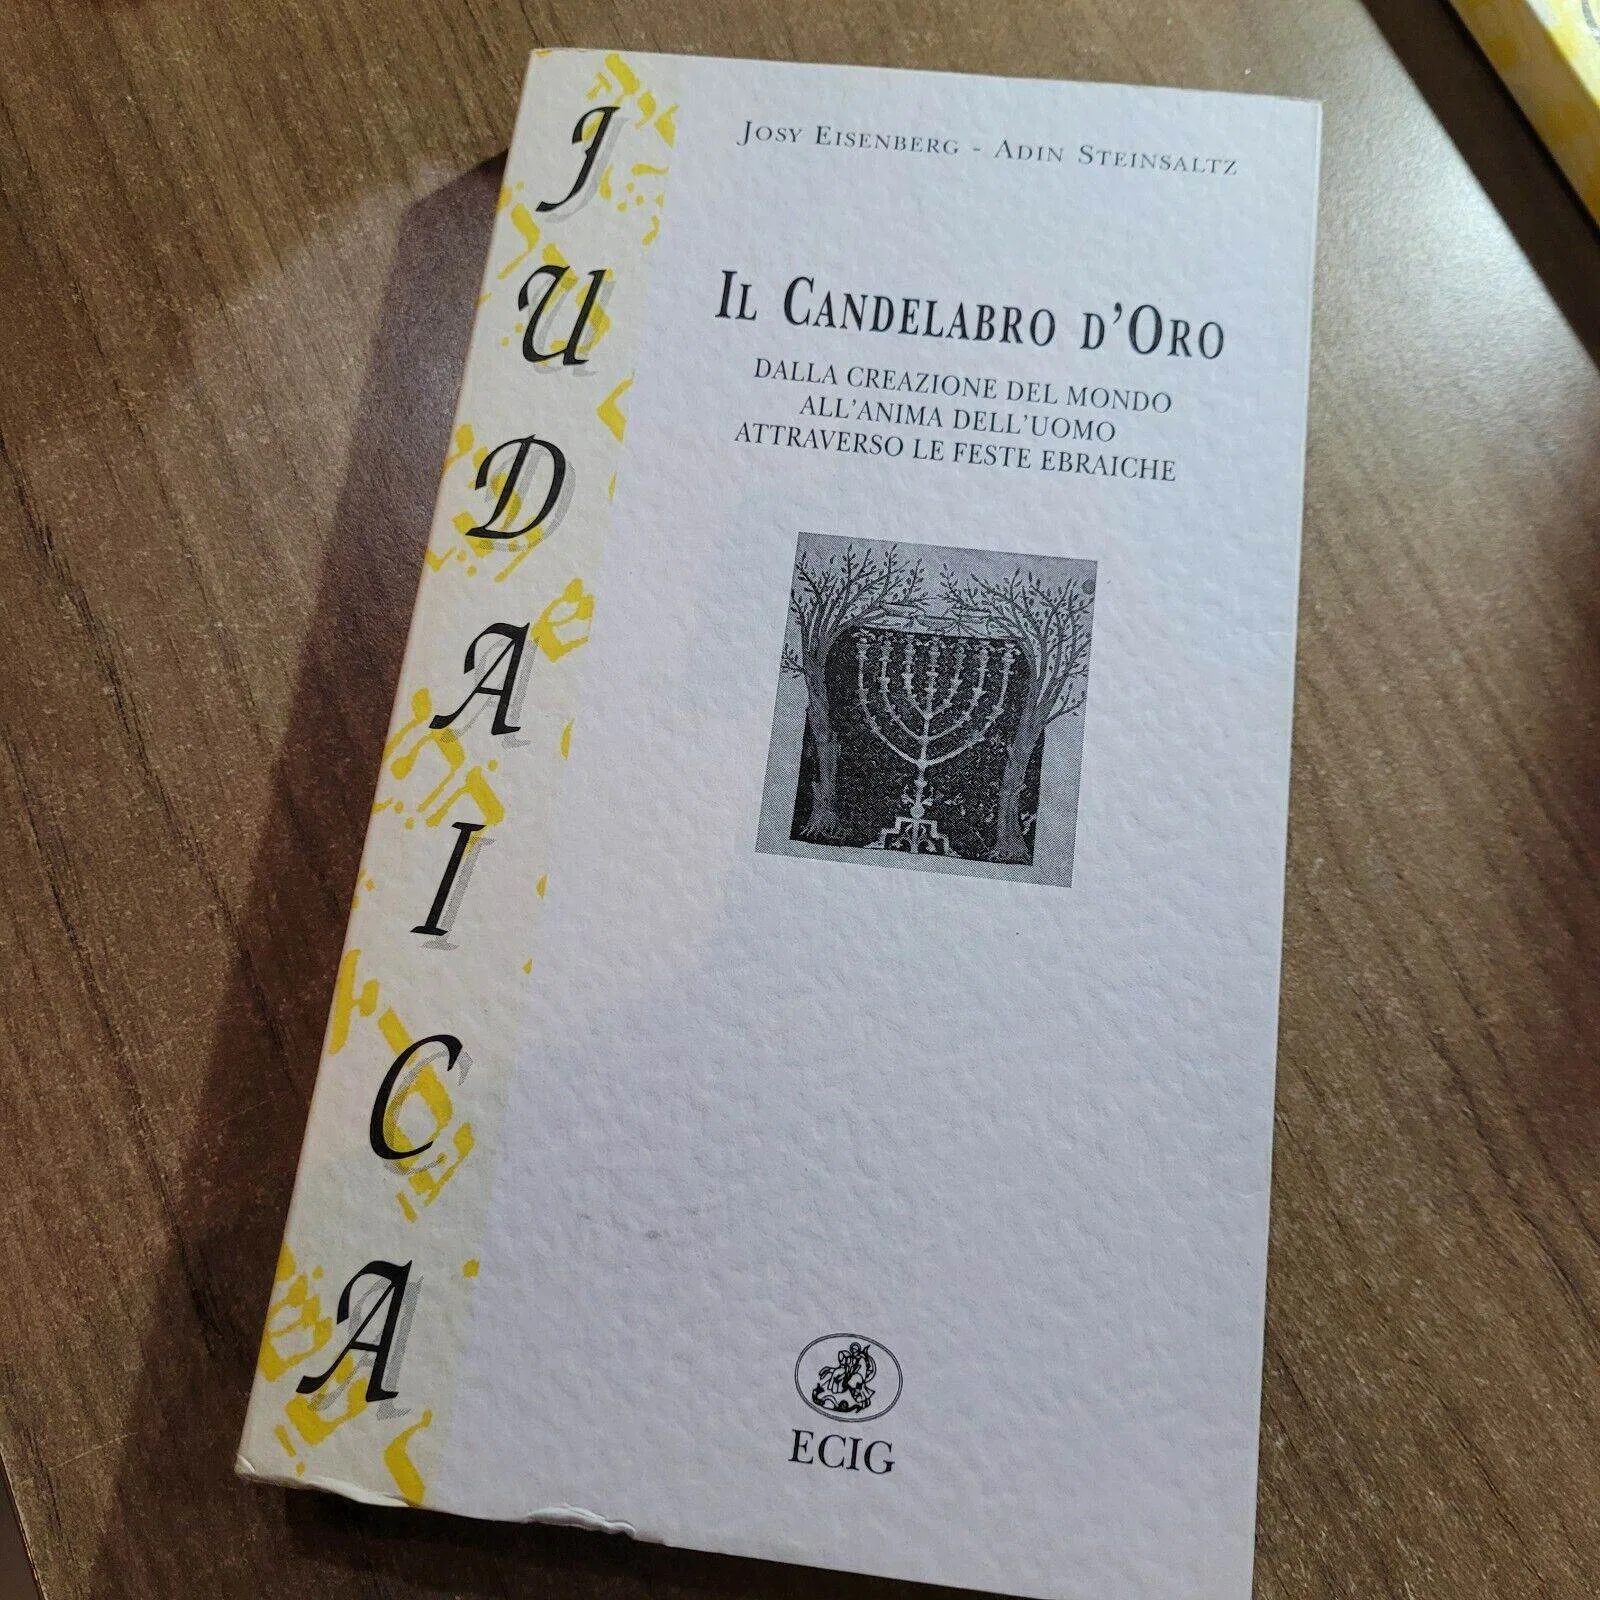 JOSY EISENBERG - ADIN STEINSALTZ
IL CANDELABRO D'ORO
DALLA CREAZIONE DEL MONDO
ALL'ANIMA DELL'UOMO
ATTRAVERSO LE FESTE EBRAICHE
JUDAICA
ECIG